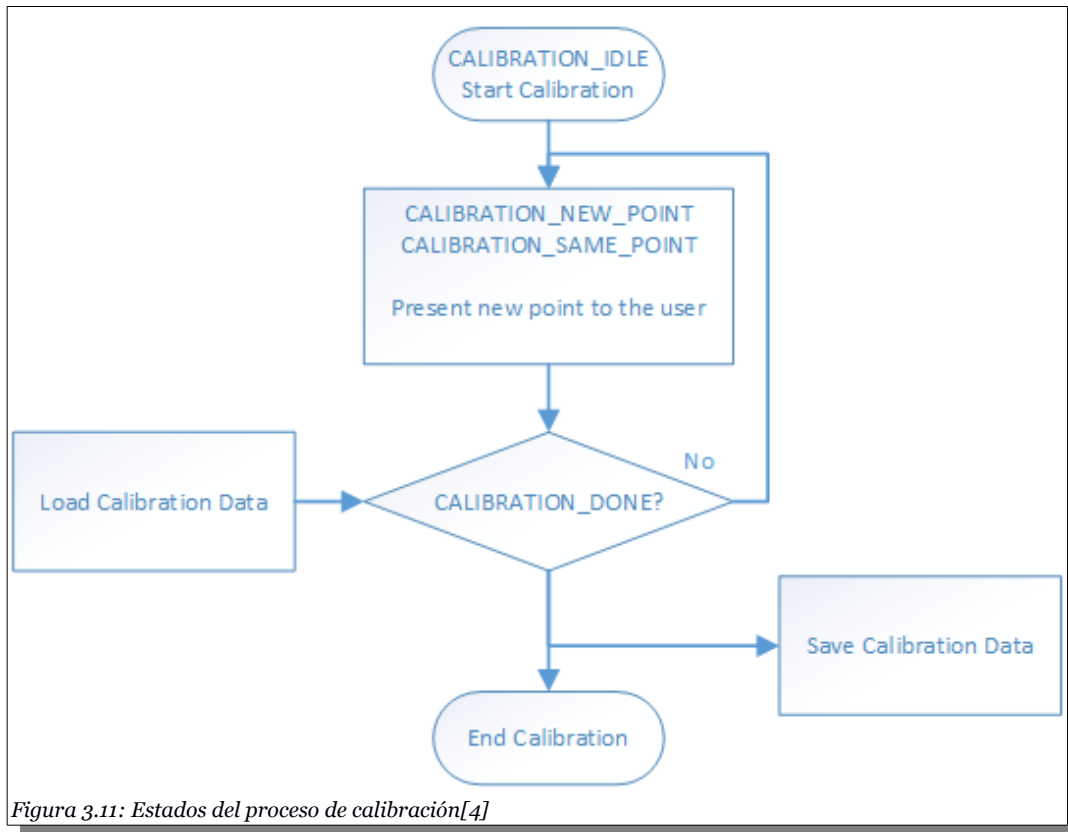 CALIBRATION_IDLE
Start Calibration
CALIBRATION_NEW_POINT
CALIBRATION_SAME_POINT
Present new point to the user
No
Load Calibration Data
CALIBRATION_DONE?
Save Calibration Data
End Calibration
Figura 3.11: Estados del proceso de calibración[4]